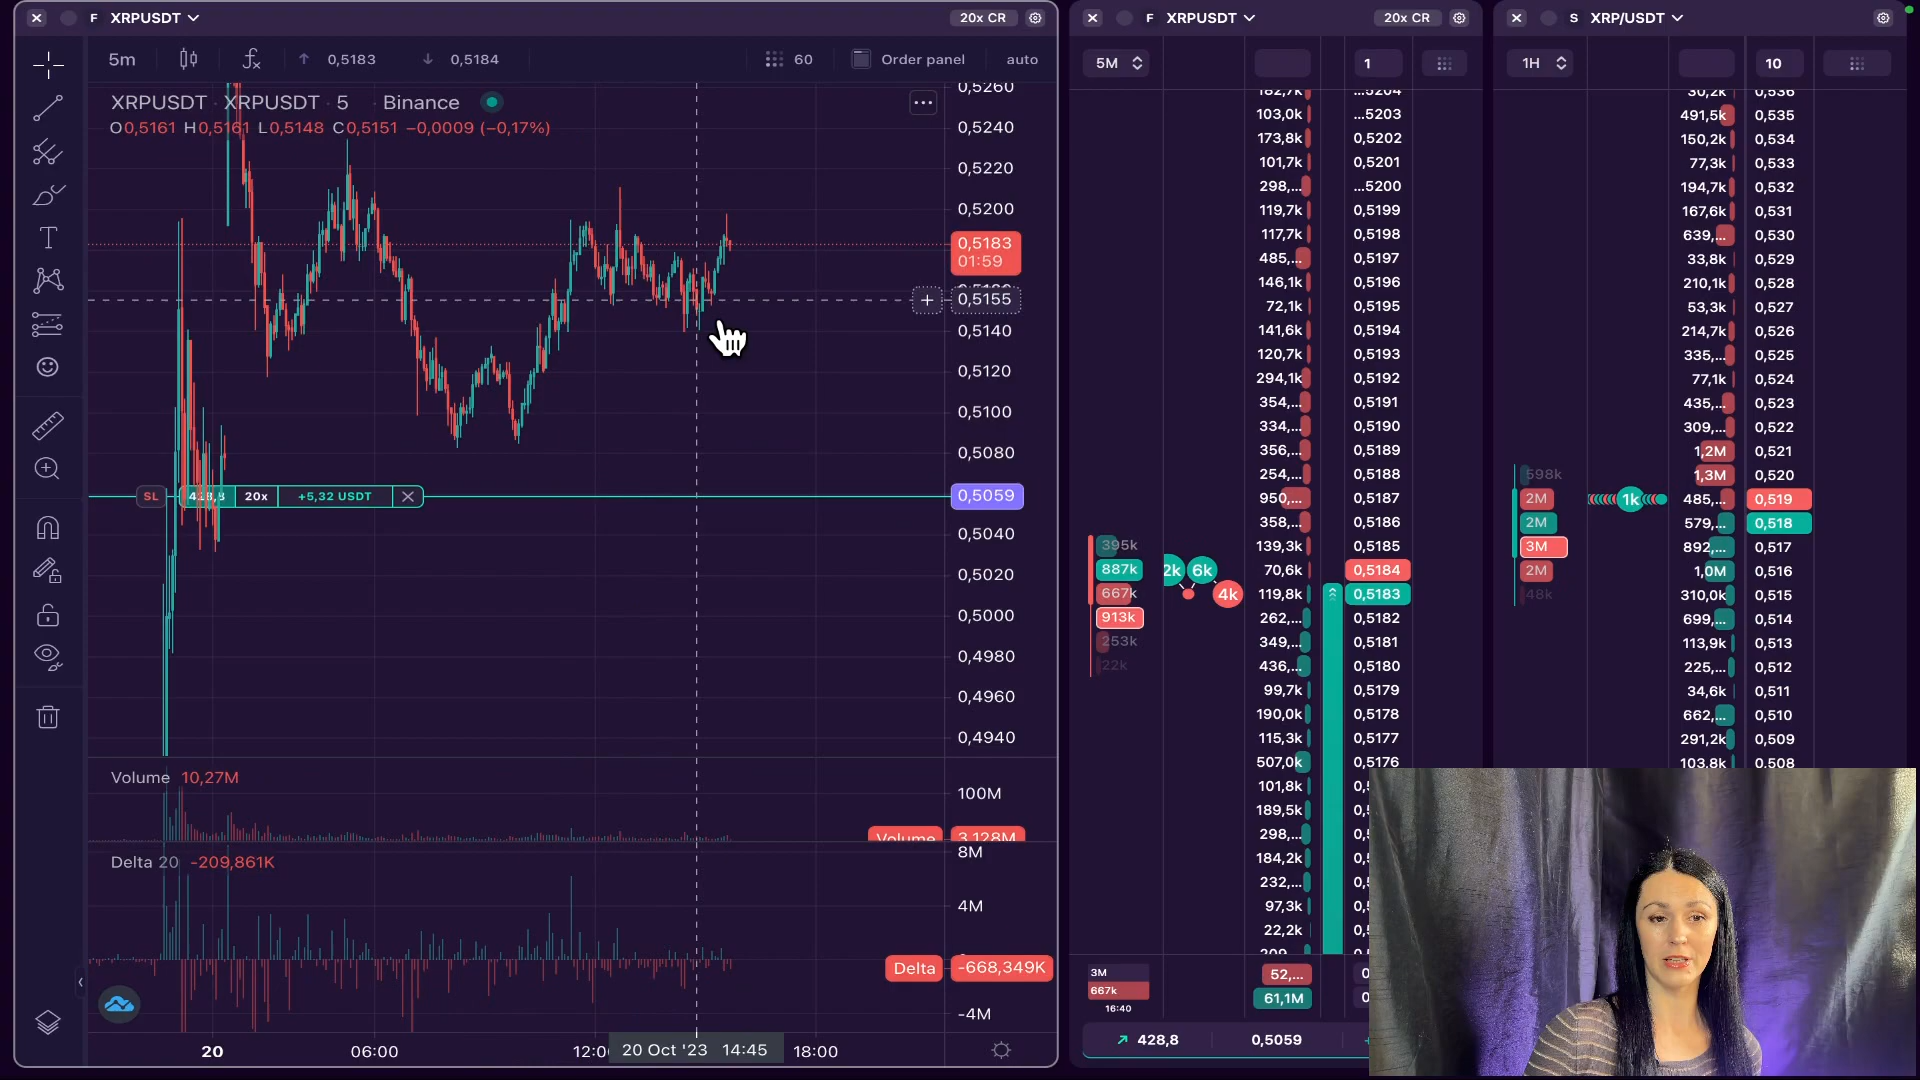 F XRPUSDT
20x CR
5m
0,5183
0,5184
60
Order panel
auto
XRPUSDT · XRPUSDT · 5 · Binance
O0,5161 H0,5161 L0,5148 C0,5151 −0,0009 (−0,17%)
0,5260
0,5240
0,5220
0,5200
0,5183
01:59
0,5155
0,5140
0,5120
0,5100
0,5080
SL
428,8
20x
+5,32 USDT
0,5059
0,5040
0,5020
0,5000
0,4980
0,4960
0,4940
Volume 10,27M
100M
Volume
3,128M
Delta 20 -209,861K
8M
4M
Delta
-668,349K
-4M
20
06:00
12:0
20 Oct '23 14:45
18:00
F XRPUSDT
20x CR
5M
1
182,7k ...5204
103,0k ...5203
173,8k ...5202
101,7k ...5201
298,... ...5200
119,7k 0,5199
117,7k 0,5198
485,... 0,5197
146,1k 0,5196
72,1k 0,5195
141,6k 0,5194
120,7k 0,5193
294,1k 0,5192
354,... 0,5191
334,... 0,5190
356,... 0,5189
254,... 0,5188
950,... 0,5187
358,... 0,5186
395k 139,3k 0,5185
887k 2k 6k 70,6k 0,5184
667k 4k 119,8k 0,5183
913k 262,... 0,5182
253k 349,... 0,5181
22k 436,... 0,5180
99,7k 0,5179
190,0k 0,5178
115,3k 0,5177
507,0k 0,5176
101,8k
189,5k
298,...
184,2k
232,...
97,3k
22,2k
3M
667k
16:40
52,...
61,1M
428,8
0,5059
S XRP/USDT
1H
10
30,2k 0,536
491,5k 0,535
150,2k 0,534
77,3k 0,533
194,7k 0,532
167,6k 0,531
639,... 0,530
33,8k 0,529
210,1k 0,528
53,3k 0,527
214,7k 0,526
335,... 0,525
77,1k 0,524
435,... 0,523
309,... 0,522
1,2M 0,521
598k 1,3M 0,520
2M 1k 485,... 0,519
2M 579,... 0,518
3M 892,... 0,517
2M 1,0M 0,516
48k 310,0k 0,515
699,... 0,514
113,9k 0,513
225,... 0,512
34,6k 0,511
662,... 0,510
291,2k 0,509
103,8k 0,508